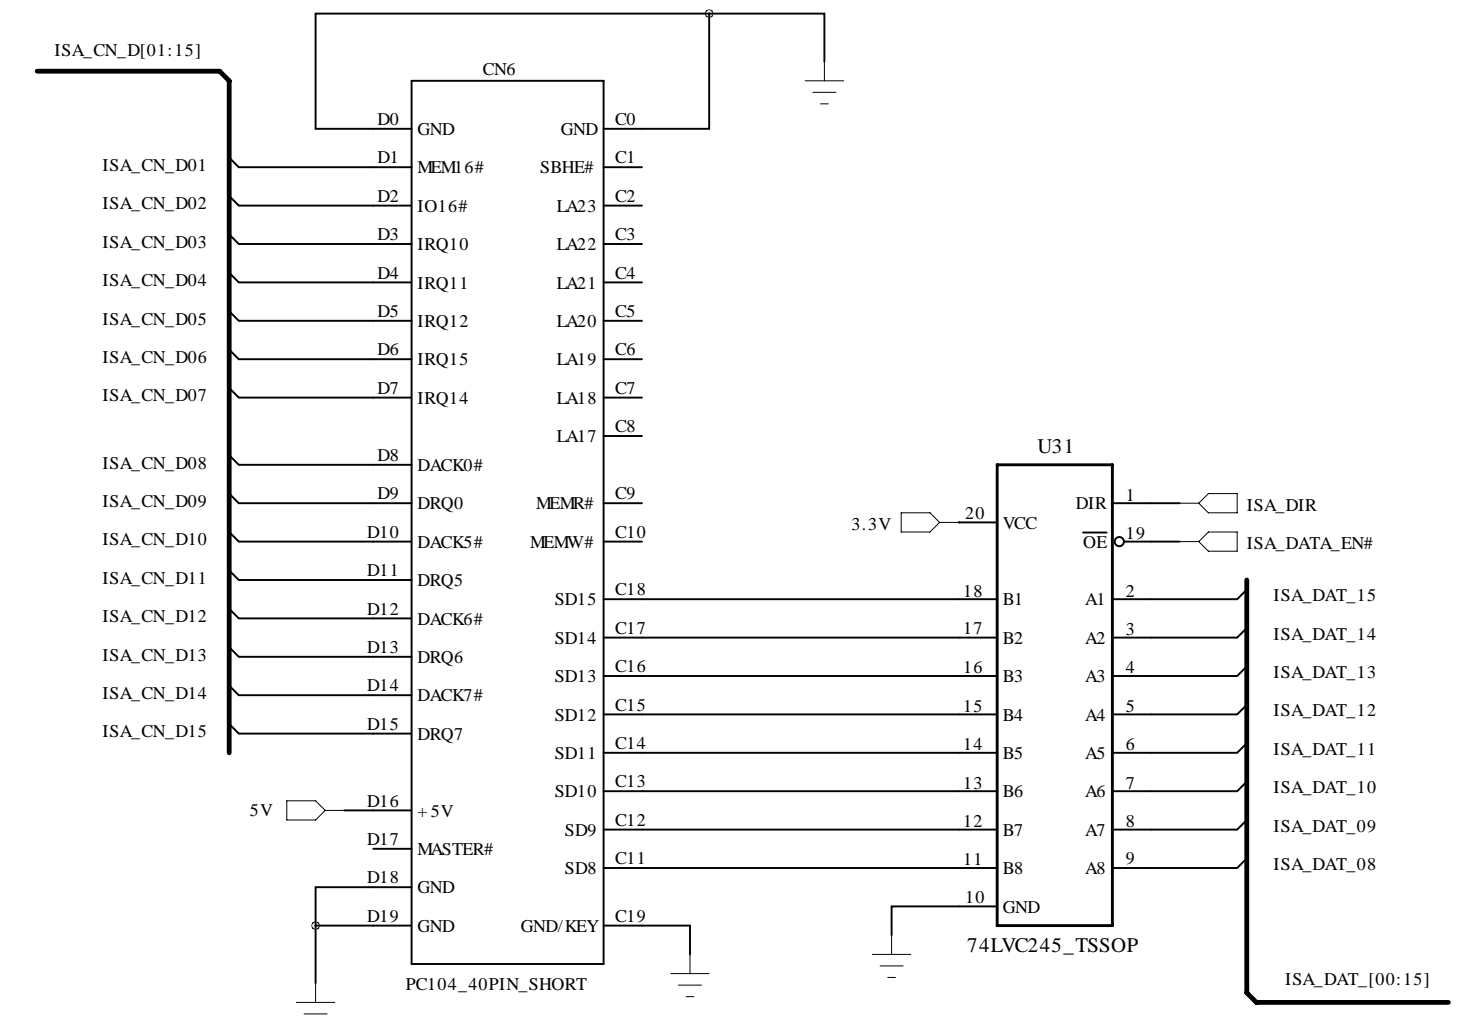 ISA_CN_D[01:15]
CN6
D0 GND GND C0
ISA_CN_D01 D1 MEM16# SBHE# C1
ISA_CN_D02 D2 IO16# LA23 C2
ISA_CN_D03 D3 IRQ10 LA22 C3
ISA_CN_D04 D4 IRQ11 LA21 C4
ISA_CN_D05 D5 IRQ12 LA20 C5
ISA_CN_D06 D6 IRQ15 LA19 C6
ISA_CN_D07 D7 IRQ14 LA18 C7
LA17 C8
U31
ISA_CN_D08 D8 DACK0#
ISA_CN_D09 D9 DRQ0 MEMR# C9 DIR 1 ISA_DIR
3.3V 20 VCC
ISA_CN_D10 D10 DACK5# MEMW# C10 OE 19 ISA_DATA_EN#
ISA_CN_D11 D11 DRQ5
SD15 C18 18 B1 A1 2 ISA_DAT_15
ISA_CN_D12 D12 DACK6#
SD14 C17 17 B2 A2 3 ISA_DAT_14
ISA_CN_D13 D13 DRQ6
SD13 C16 16 B3 A3 4 ISA_DAT_13
ISA_CN_D14 D14 DACK7#
SD12 C15 15 B4 A4 5 ISA_DAT_12
ISA_CN_D15 D15 DRQ7
SD11 C14 14 B5 A5 6 ISA_DAT_11
SD10 C13 13 B6 A6 7 ISA_DAT_10
5V D16 +5V
SD9 C12 12 B7 A7 8 ISA_DAT_09
D17 MASTER#
SD8 C11 11 B8 A8 9 ISA_DAT_08
D18 GND
10 GND
D19 GND GND/KEY C19
74LVC245_TSSOP
PC104_40PIN_SHORT
ISA_DAT_[00:15]